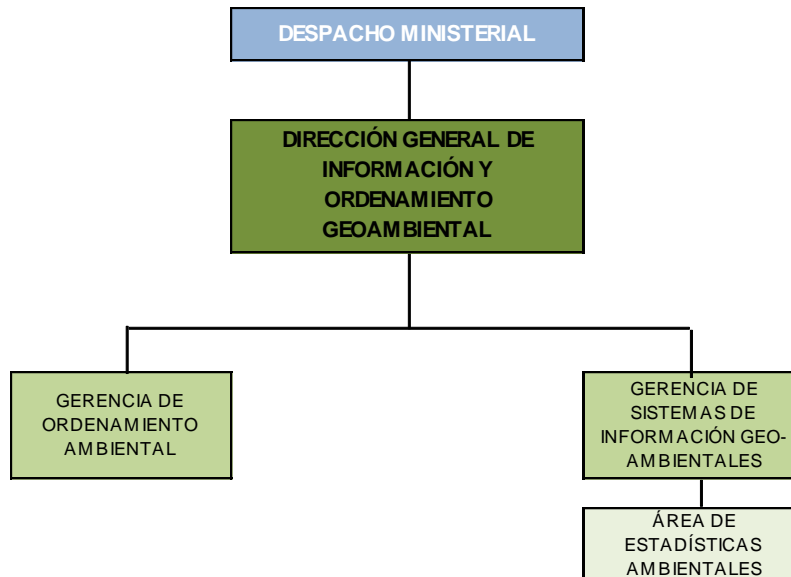 DESPACHO MINISTERIAL
DIRECCIÓN GENERAL DE
INFORMACIÓN Y
ORDENAMIENTO
GEOAMBIENTAL
GERENCIA DE
ORDENAMIENTO
AMBIENTAL
GERENCIA DE
SISTEMAS DE
INFORMACIÓN GEO-
AMBIENTALES
ÁREA DE
ESTADÍSTICAS
AMBIENTALES